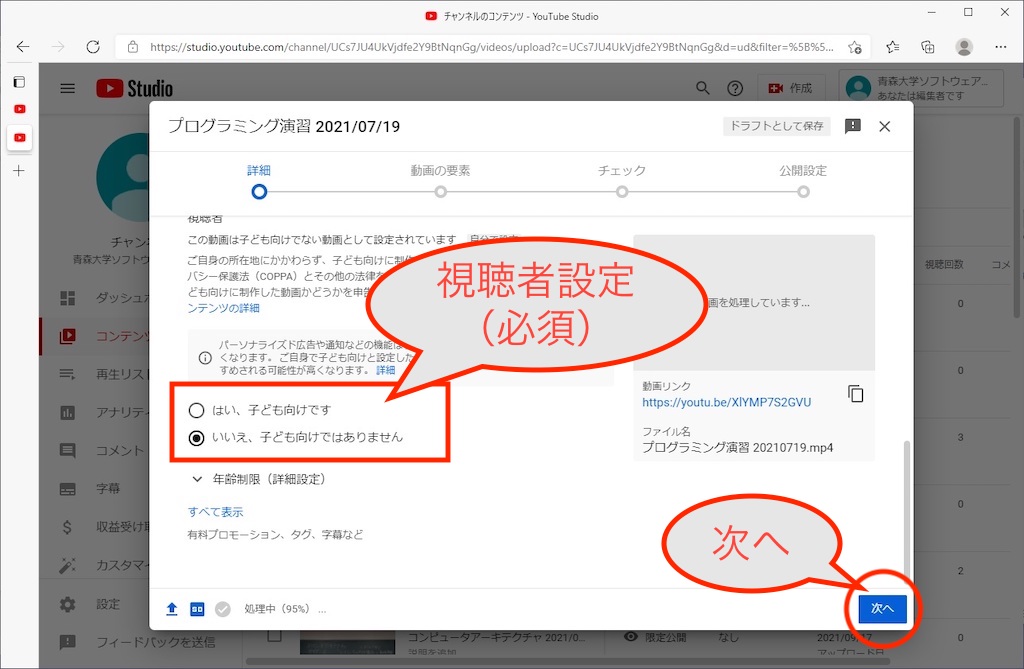 チャンネルのコンテンツ - YouTube Studio
https://studio.youtube.com/channel/UCs7JU4UkVjdfe2Y9BtNqnGg/videos/upload?c=UCs7JU4UkVjdfe2Y9BtNqnGg&d=ud&filter=%5B%5...
Studio
作成
青森大学ソフトウェア...
あなたは編集者です
プログラミング演習 2021/07/19
ドラフトとして保存
詳細
動画の要素
チェック
公開設定
視聴者
この動画は子ども向けでない動画として設定されています
ご自身の所在地にかかわらず、子ども向けに制作
バシー保護法（COPPA）とその他の法律
ども向けに制作した動画かどうかを申告
ンテンツの詳細
パーソナライズド広告や通知などの機能は
くなります。ご自身で子ども向けと設定した
すめされる可能性が高くなります。 詳細
視聴者設定
（必須）
はい、子ども向けです
いいえ、子ども向けではありません
年齢制限（詳細設定）
すべて表示
有料プロモーション、タグ、字幕など
画を処理しています...
動画リンク
https://youtu.be/XlYMP7S2GVU
ファイル名
プログラミング演習 20210719.mp4
次へ
処理中（95%） ...
次へ
チャン
青森大学ソフトウ
ダッシュボ
コンテンツ
再生リスト
アナリティ
コメント
字幕
収益受け取
カスタマイ
設定
フィードバックを送信
視聴回数
コメ
0
0
3
0
2
コンピュータアーキテクチャ 2021/0...
説明を追加
限定公開
なし
2021/09/17
アップロード日
0